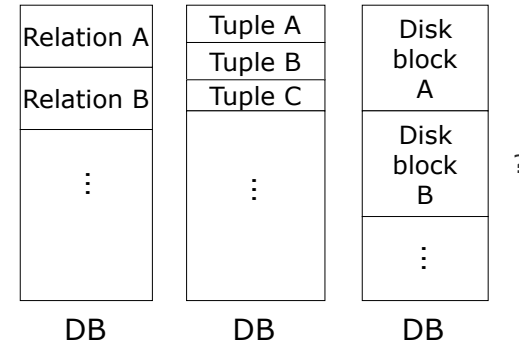 Relation A
Relation B
⋮
DB
Tuple A
Tuple B
Tuple C
⋮
DB
Disk
block
A
Disk
block
B
⋮
DB
?